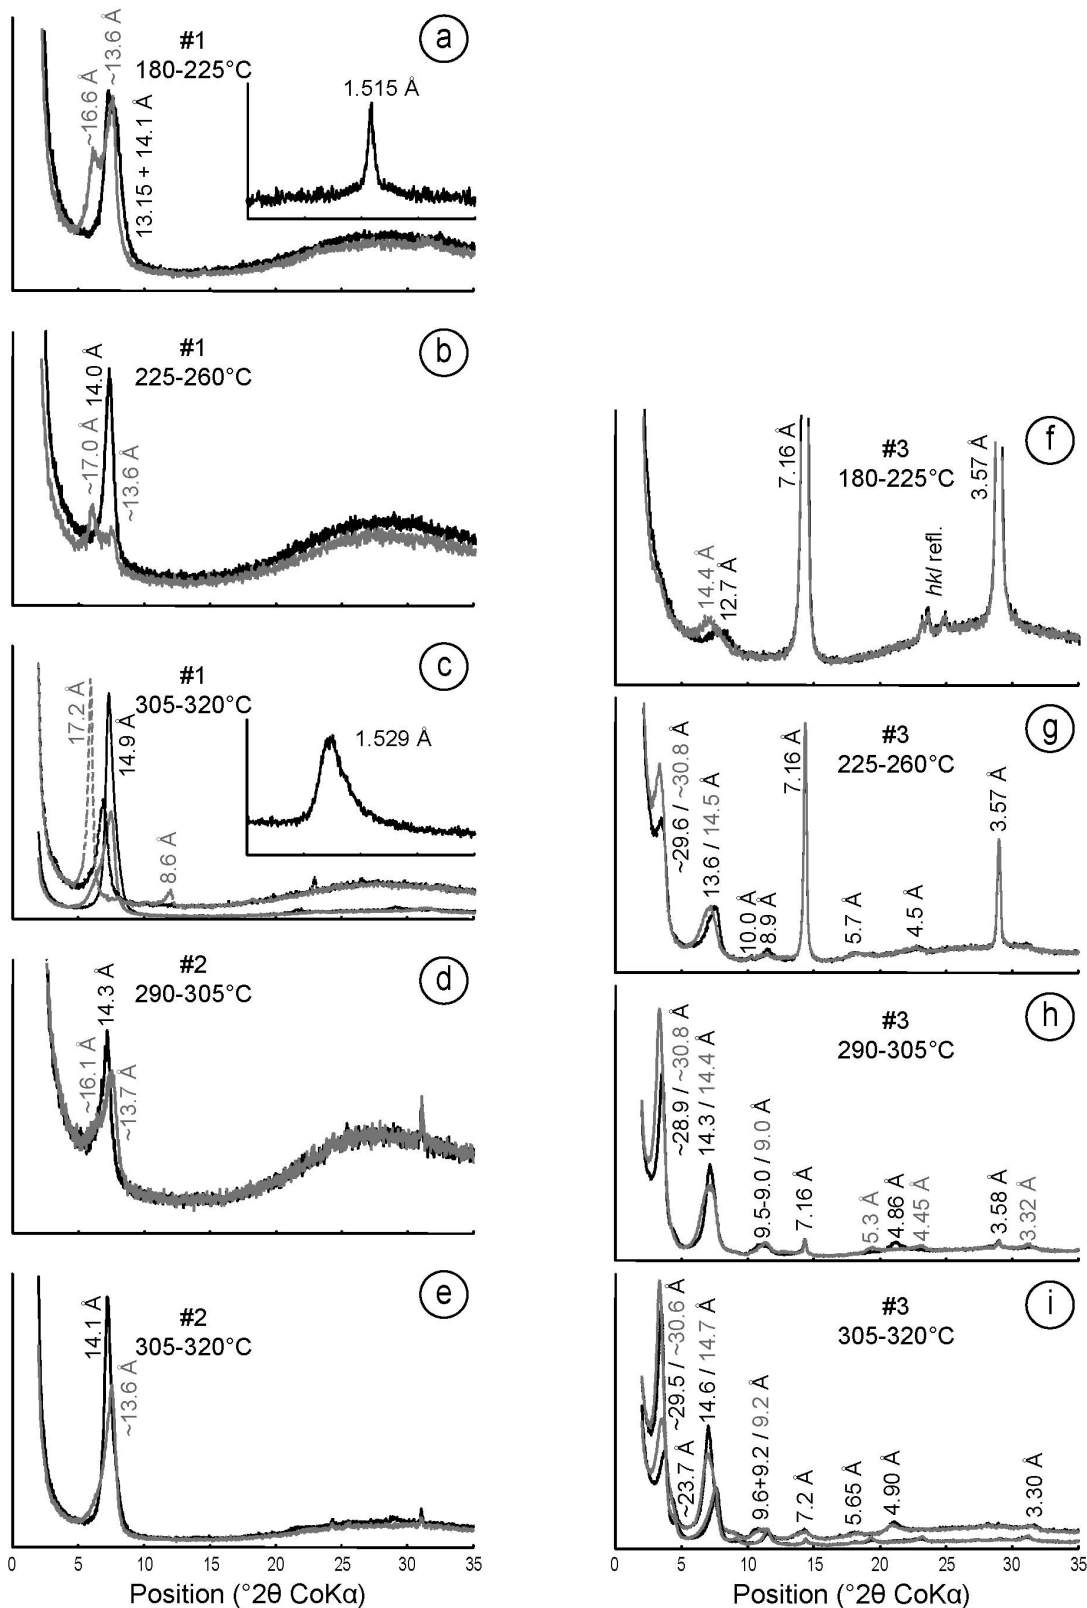 a
#1
180-225°C
~16.6 Å
~13.6 Å
13.15 + 14.1 Å
1.515 Å
b
#1
225-260°C
~17.0 Å
14.0 Å
~13.6 Å
c
#1
305-320°C
17.2 Å
14.9 Å
8.6 Å
1.529 Å
d
#2
290-305°C
~16.1 Å
14.3 Å
~13.7 Å
e
#2
305-320°C
14.1 Å
~13.6 Å
0 5 10 15 20 25 30 35
Position (°2θ CoKα)
f
#3
180-225°C
14.4 Å
12.7 Å
7.16 Å
hkl refl.
3.57 Å
g
#3
225-260°C
~29.6 / ~30.8 Å
13.6 / 14.5 Å
10.0 Å
8.9 Å
7.16 Å
5.7 Å
4.5 Å
3.57 Å
h
#3
290-305°C
~28.9 / ~30.8 Å
14.3 / 14.4 Å
9.5-9.0 / 9.0 Å
7.16 Å
5.3 Å
4.86 Å
4.45 Å
3.58 Å
3.32 Å
i
#3
305-320°C
~29.5 / ~30.6 Å
~23.7 Å
14.6 / 14.7 Å
9.6+9.2 / 9.2 Å
7.2 Å
5.65 Å
4.90 Å
3.30 Å
0 5 10 15 20 25 30 35
Position (°2θ CoKα)